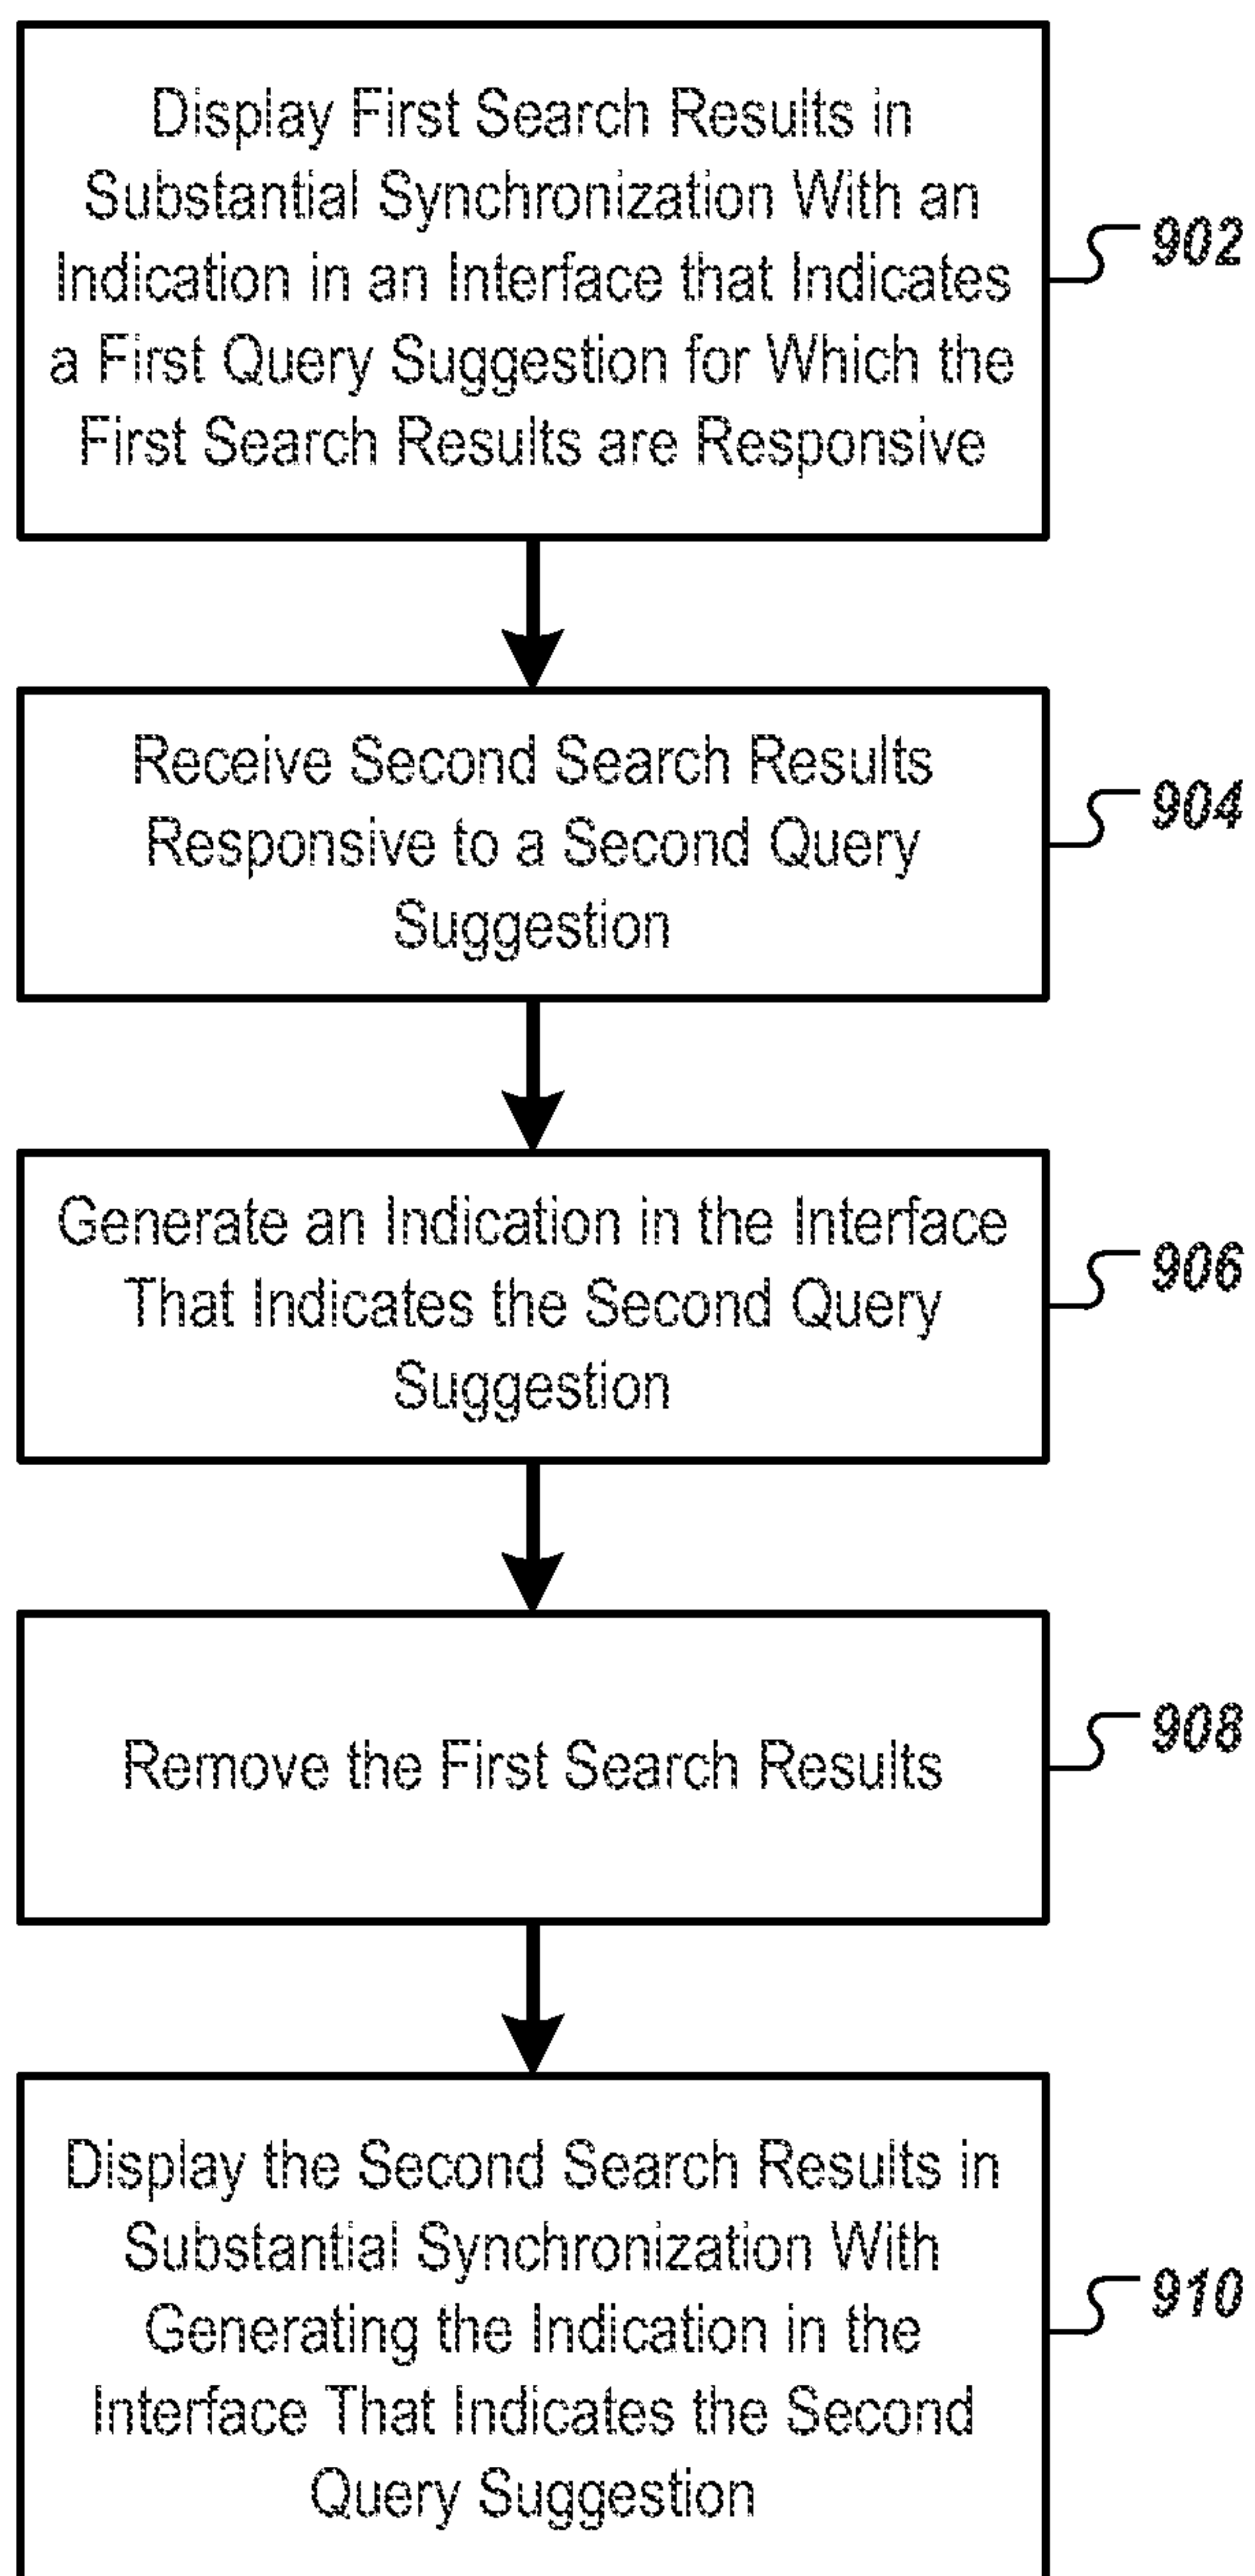 Display First Search Results in
Substantial Synchronization With an
Indication in an Interface that Indicates
a First Query Suggestion for Which the
First Search Results are Responsive
902
Receive Second Search Results
Responsive to a Second Query
Suggestion
904
Generate an Indication in the Interface
That Indicates the Second Query
Suggestion
906
Remove the First Search Results
908
Display the Second Search Results in
Substantial Synchronization With
Generating the Indication in the
Interface That Indicates the Second
Query Suggestion
910